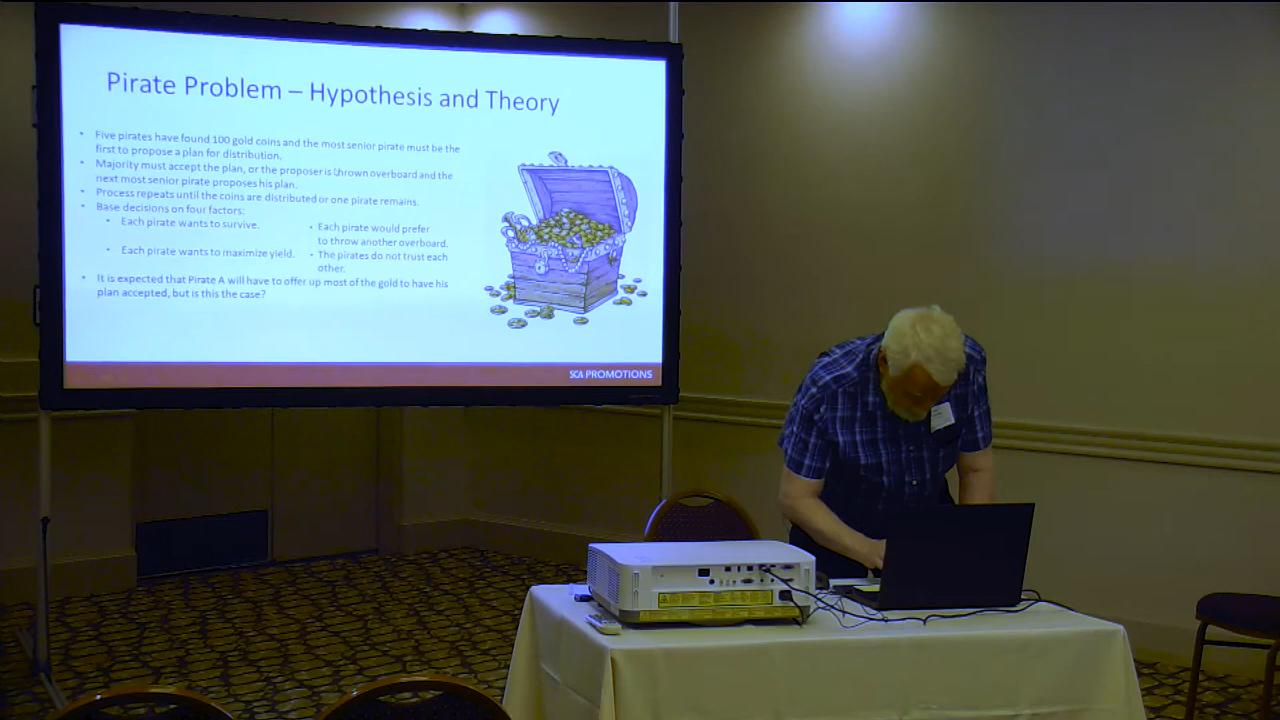 Pirate Problem – Hypothesis and Theory
• Five pirates have found 100 gold coins and the most senior pirate must be the
first to propose a plan for distribution.
• Majority must accept the plan, or the proposer is thrown overboard and the
next most senior pirate proposes his plan.
• Process repeats until the coins are distributed or one pirate remains.
• Base decisions on four factors:
• Each pirate wants to survive.
• Each pirate wants to maximize yield.
• Each pirate would prefer
to throw another overboard.
• The pirates do not trust each
other.
• It is expected that Pirate A will have to offer up most of the gold to have his
plan accepted, but is this the case?
SCA PROMOTIONS